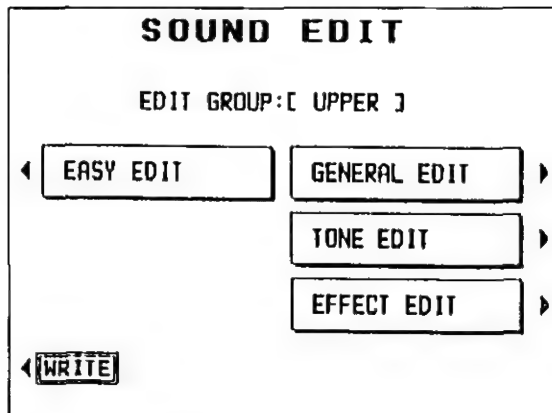 SOUND EDIT
EDIT GROUP:[ UPPER ]
EASY EDIT
GENERAL EDIT
TONE EDIT
EFFECT EDIT
WRITE